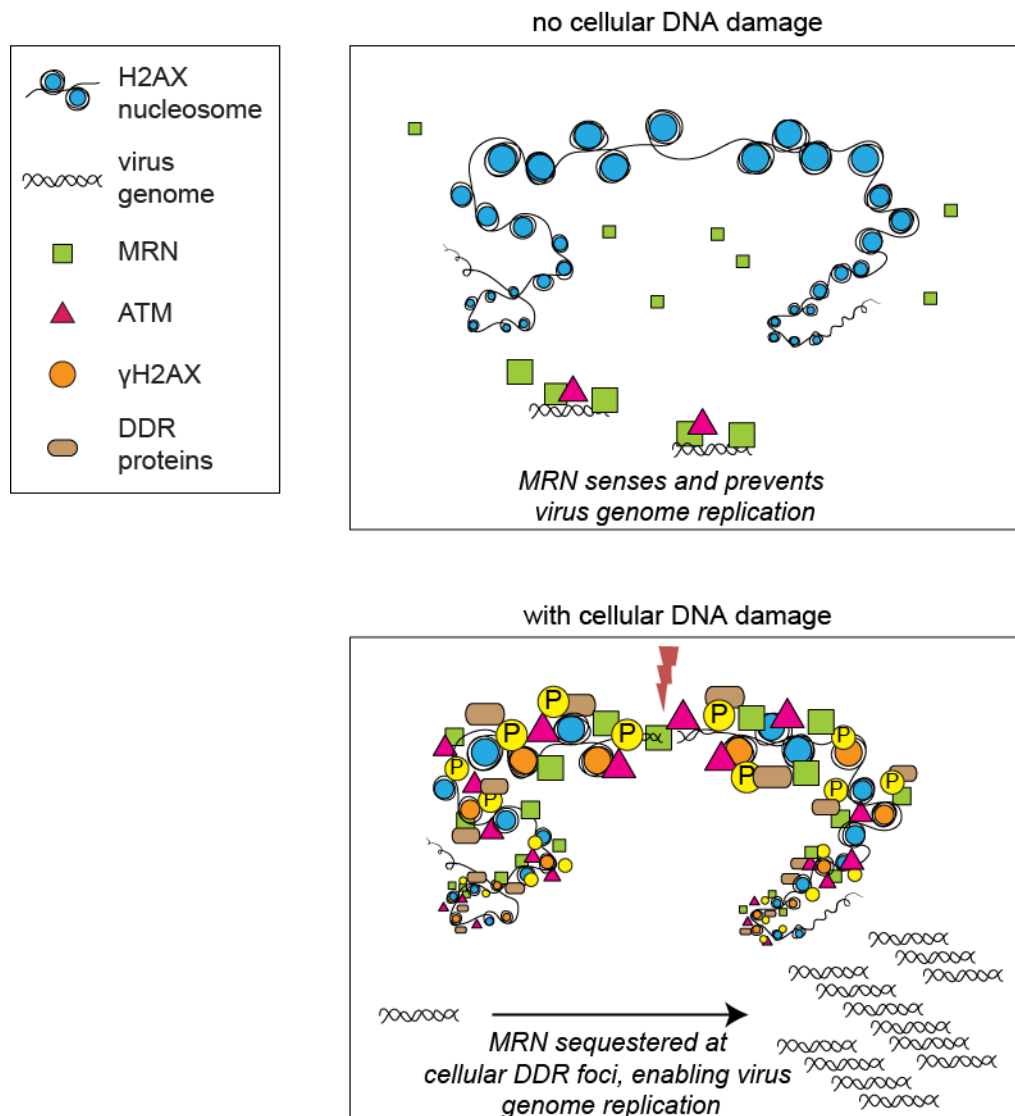 no cellular DNA damage
H2AX
nucleosome
virus
genome
MRN
ATM
γH2AX
DDR
proteins
MRN senses and prevents
virus genome replication
with cellular DNA damage
P
P
P
P
P
P
P
P
P
P
P
MRN sequestered at
cellular DDR foci, enabling virus
genome replication